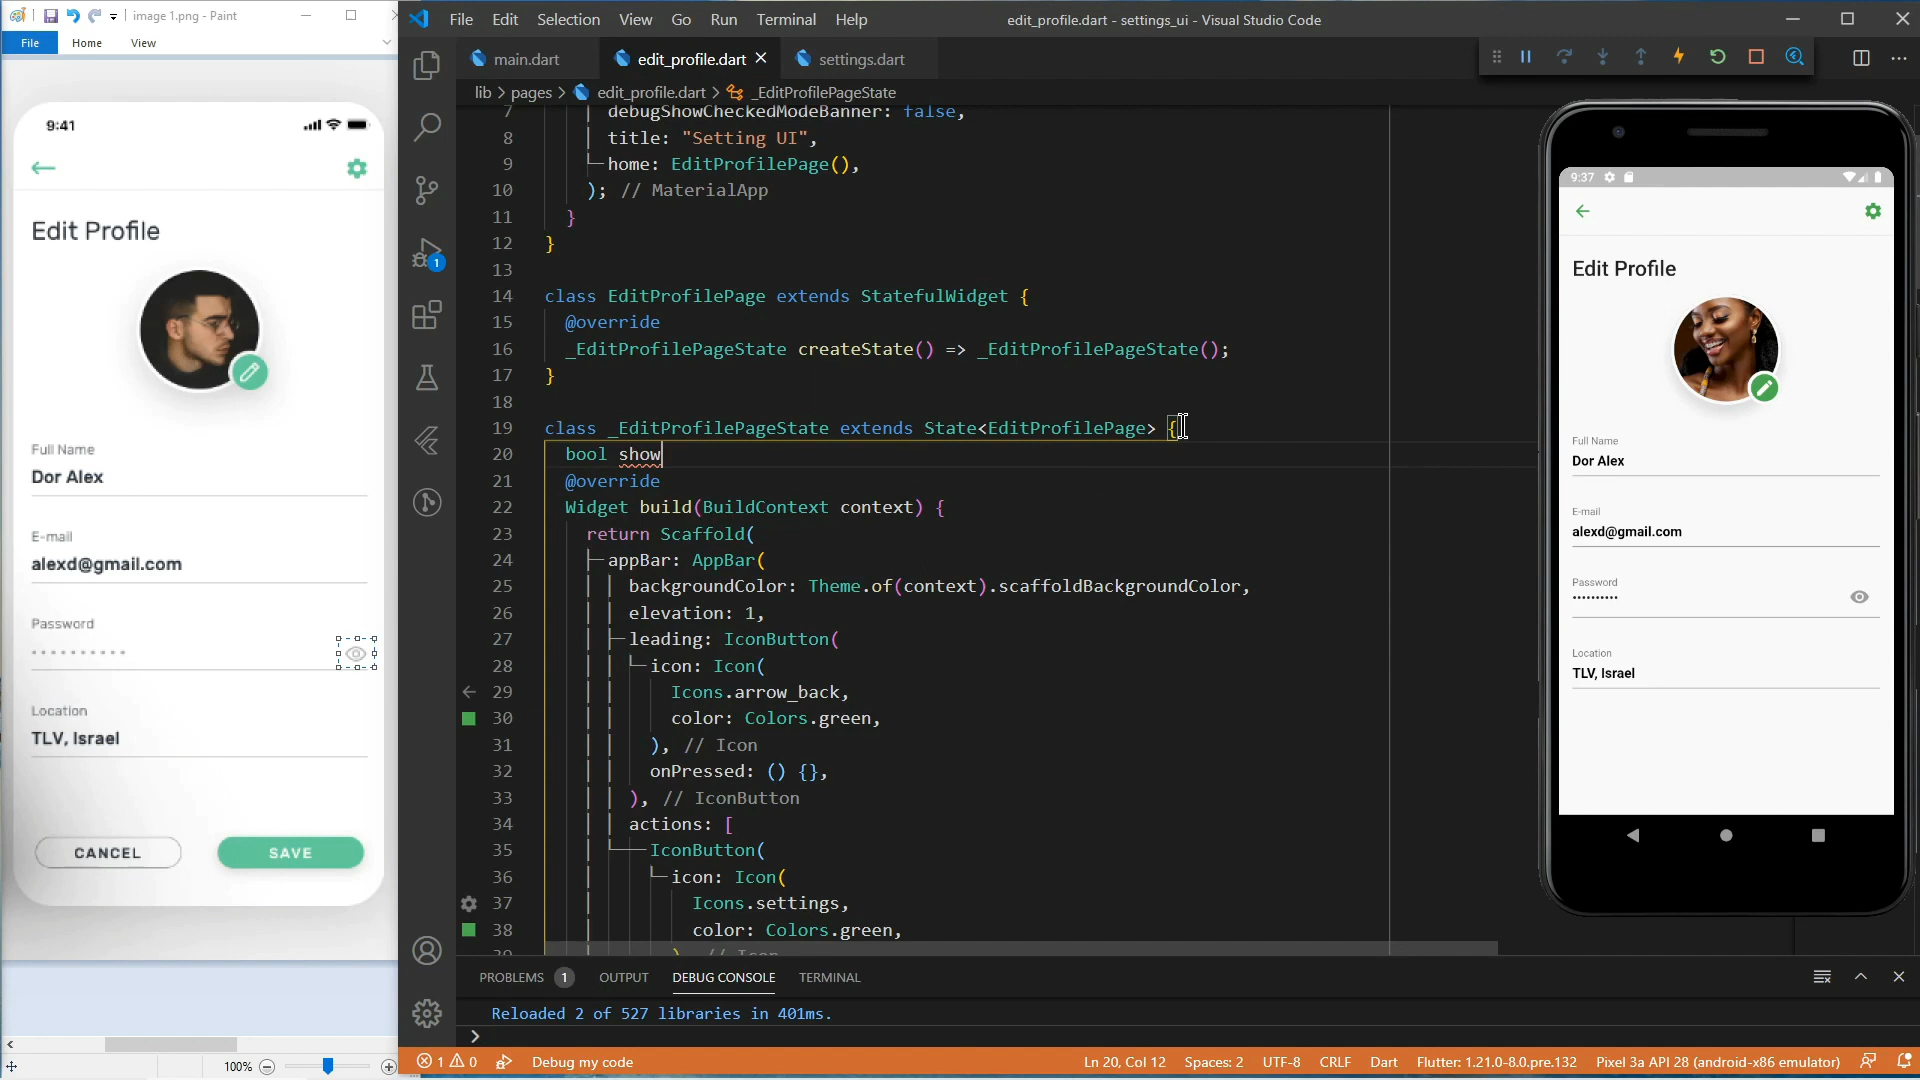 image 1.png - Paint
File
Home
View
9:41
Edit Profile
Full Name
Dor Alex
E-mail
alexd@gmail.com
Password
Location
TLV, Israel
CANCEL
SAVE
100%
File
Edit
Selection
View
Go
Run
Terminal
Help
edit_profile.dart - settings_ui - Visual Studio Code
main.dart
edit_profile.dart
settings.dart
lib > pages > edit_profile.dart > _EditProfilePageState
7 debugShowCheckedModeBanner: false,
8 title: "Setting UI",
9 home: EditProfilePage(),
10 ); // MaterialApp
11 }
12 }
13
14 class EditProfilePage extends StatefulWidget {
15 @override
16 _EditProfilePageState createState() => _EditProfilePageState();
17 }
18
19 class _EditProfilePageState extends State<EditProfilePage> {
20 bool show
21 @override
22 Widget build(BuildContext context) {
23 return Scaffold(
24 appBar: AppBar(
25 backgroundColor: Theme.of(context).scaffoldBackgroundColor,
26 elevation: 1,
27 leading: IconButton(
28 icon: Icon(
29 Icons.arrow_back,
30 color: Colors.green,
31 ), // Icon
32 onPressed: () {},
33 ), // IconButton
34 actions: [
35 IconButton(
36 icon: Icon(
37 Icons.settings,
38 color: Colors.green,
39 ), // Icon
1
PROBLEMS 1
OUTPUT
DEBUG CONSOLE
TERMINAL
Reloaded 2 of 527 libraries in 401ms.
>
1 0
Debug my code
Ln 20, Col 12
Spaces: 2
UTF-8
CRLF
Dart
Flutter: 1.21.0-8.0.pre.132
Pixel 3a API 28 (android-x86 emulator)
9:37
Edit Profile
Full Name
Dor Alex
E-mail
alexd@gmail.com
Password
Location
TLV, Israel